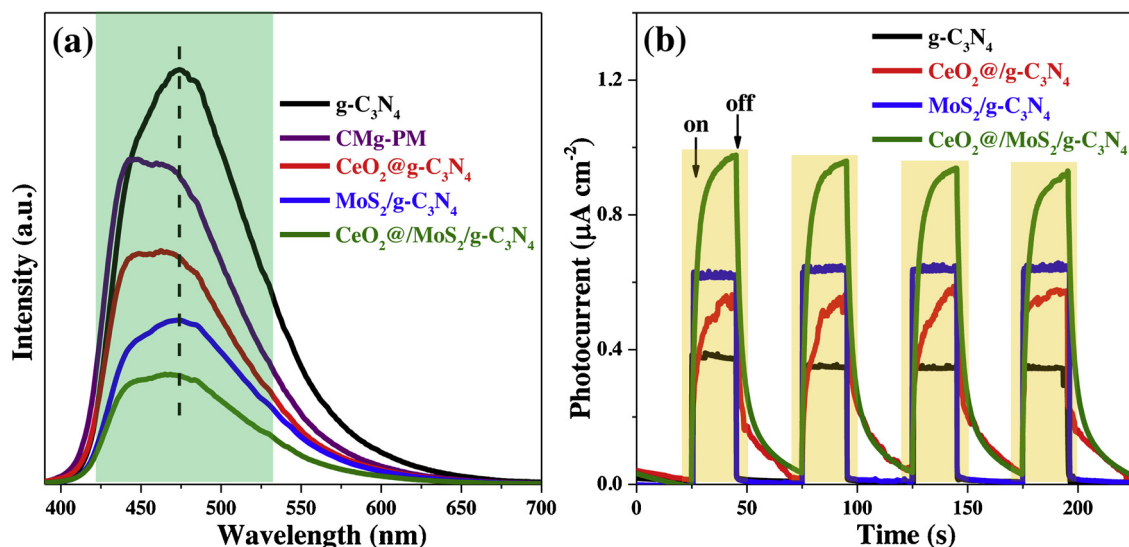 (a)
g-C₃N₄
CMg-PM
CeO₂@g-C₃N₄
MoS₂/g-C₃N₄
CeO₂@/MoS₂/g-C₃N₄
Intensity (a.u.)
400 450 500 550 600 650 700
Wavelength (nm)
(b)
g-C₃N₄
CeO₂@/g-C₃N₄
MoS₂/g-C₃N₄
CeO₂@/MoS₂/g-C₃N₄
on
off
Photocurrent (μA cm⁻²)
1.2
0.8
0.4
0.0
0 50 100 150 200
Time (s)